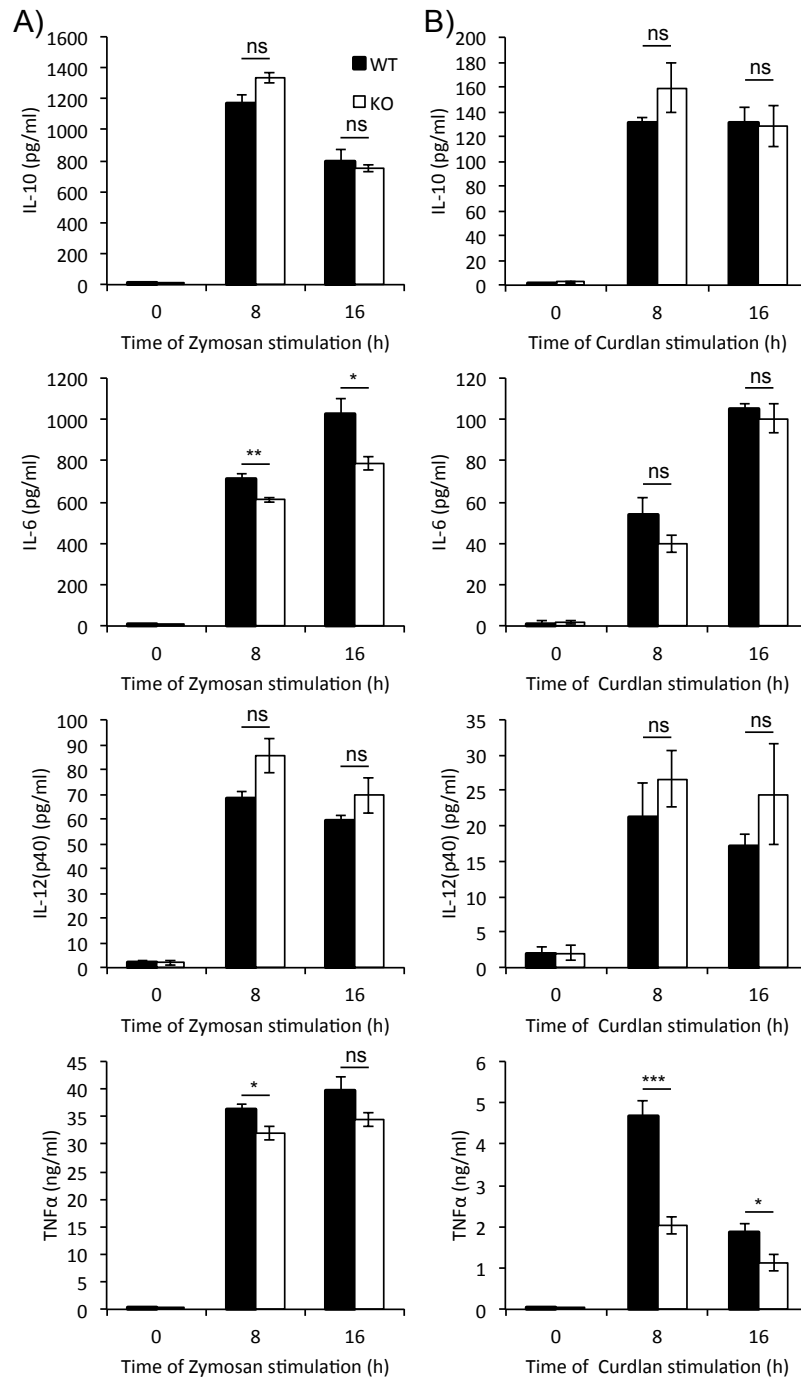 A)
B)
1600
1400
1200
1000
800
600
400
200
0
IL-10 (pg/ml)
ns
ns
WT
KO
0 8 16
Time of Zymosan stimulation (h)
200
180
160
140
120
100
80
60
40
20
0
IL-10 (pg/ml)
ns
ns
0 8 16
Time of Curdlan stimulation (h)
1200
1000
800
600
400
200
0
IL-6 (pg/ml)
**
*
0 8 16
Time of Zymosan stimulation (h)
120
100
80
60
40
20
0
IL-6 (pg/ml)
ns
ns
0 8 16
Time of Curdlan stimulation (h)
100
90
80
70
60
50
40
30
20
10
0
IL-12(p40) (pg/ml)
ns
ns
0 8 16
Time of Zymosan stimulation (h)
35
30
25
20
15
10
5
0
IL-12(p40) (pg/ml)
ns
ns
0 8 16
Time of Curdlan stimulation (h)
45
40
35
30
25
20
15
10
5
0
TNFα (ng/ml)
*
ns
0 8 16
Time of Zymosan stimulation (h)
6
5
4
3
2
1
0
TNFα (ng/ml)
***
*
0 8 16
Time of Curdlan stimulation (h)